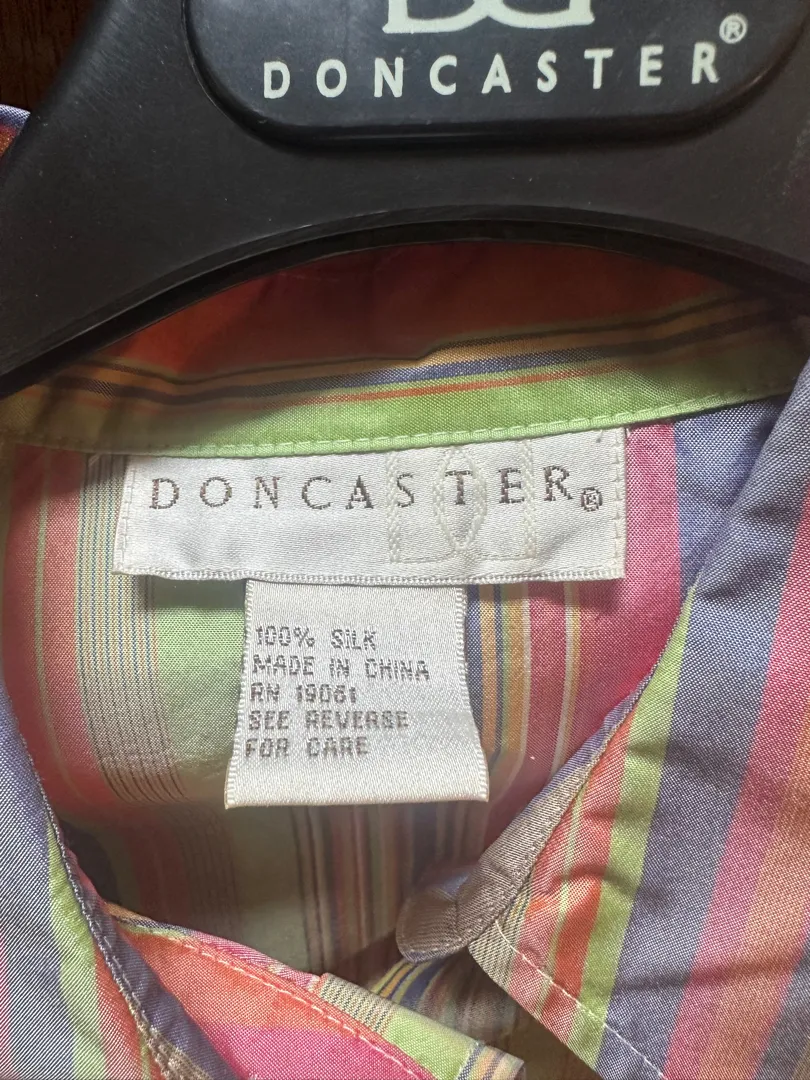 DONCASTER®
DONCASTER®
100% SILK
MADE IN CHINA
RN 19061
SEE REVERSE
FOR CARE